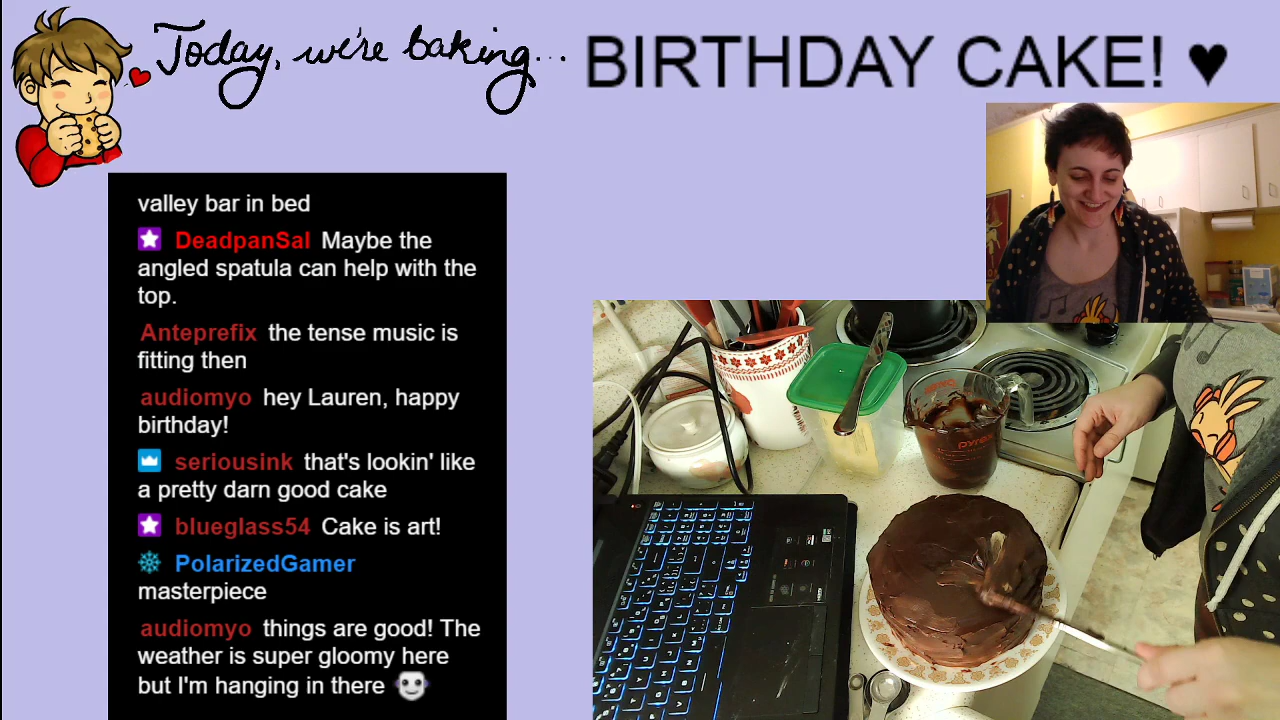 Today, we're baking... BIRTHDAY CAKE! ♥
valley bar in bed
DeadpanSal Maybe the
angled spatula can help with the
top.
Anteprefix the tense music is
fitting then
audiomyo hey Lauren, happy
birthday!
seriousink that's lookin' like
a pretty darn good cake
blueglass54 Cake is art!
PolarizedGamer
masterpiece
audiomyo things are good! The
weather is super gloomy here
but I'm hanging in there
PYREX